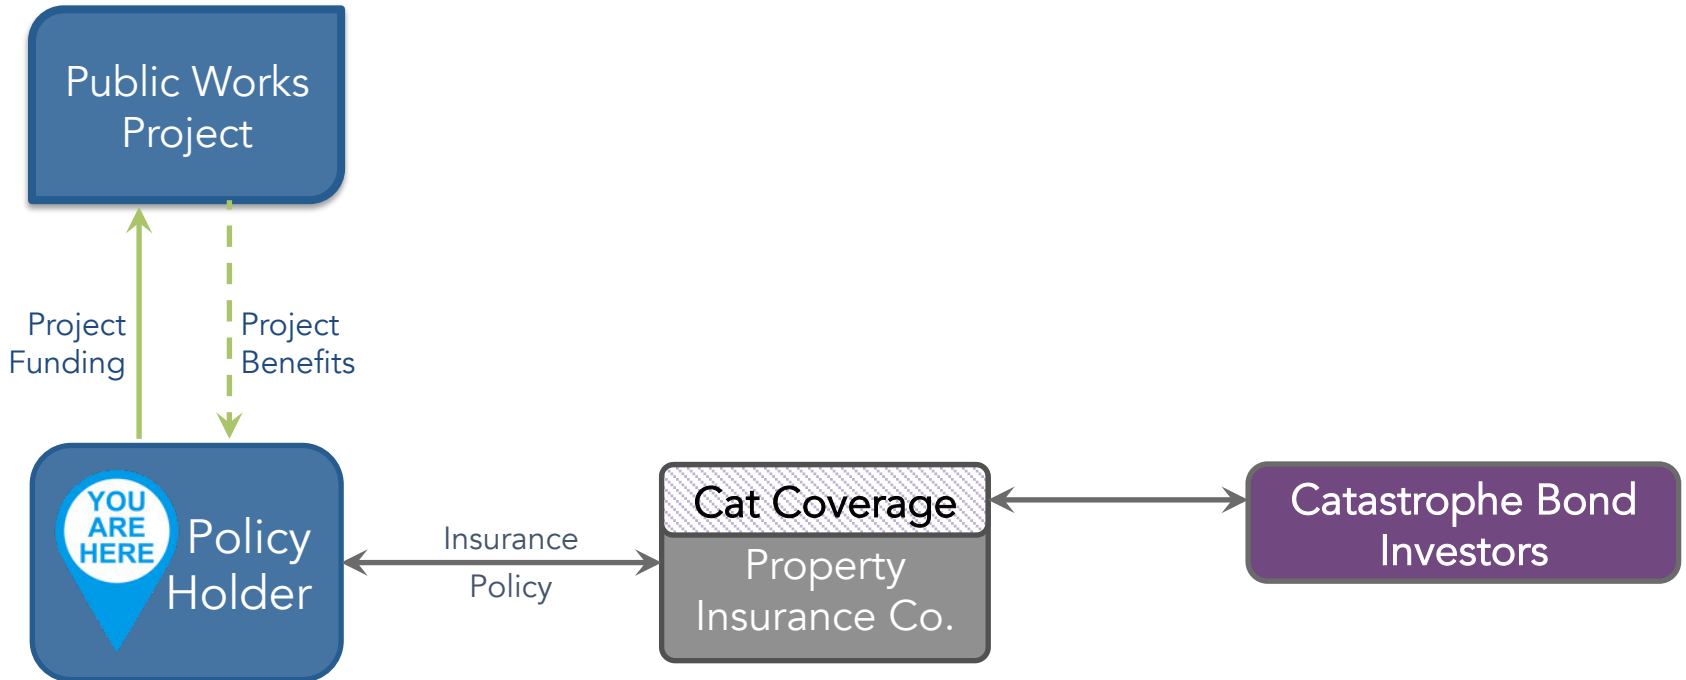 Public Works
Project
Project
Funding
Project
Benefits
YOU
ARE
HERE
Policy
Holder
Insurance
Policy
Cat Coverage
Property
Insurance Co.
Catastrophe Bond
Investors